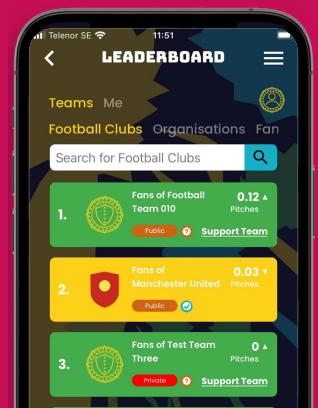 Telenor SE 11:51
LEADERBOARD
Teams Me
Football Clubs Organisations Fan
Search for Football Clubs
1.
Fans of Football
Team 010
0.12
Pitches
Public ?
Support Team
2.
Fans of
Manchester United
0.03
Pitches
Public
3.
Fans of Test Team
Three
0
Pitches
Private ?
Support Team